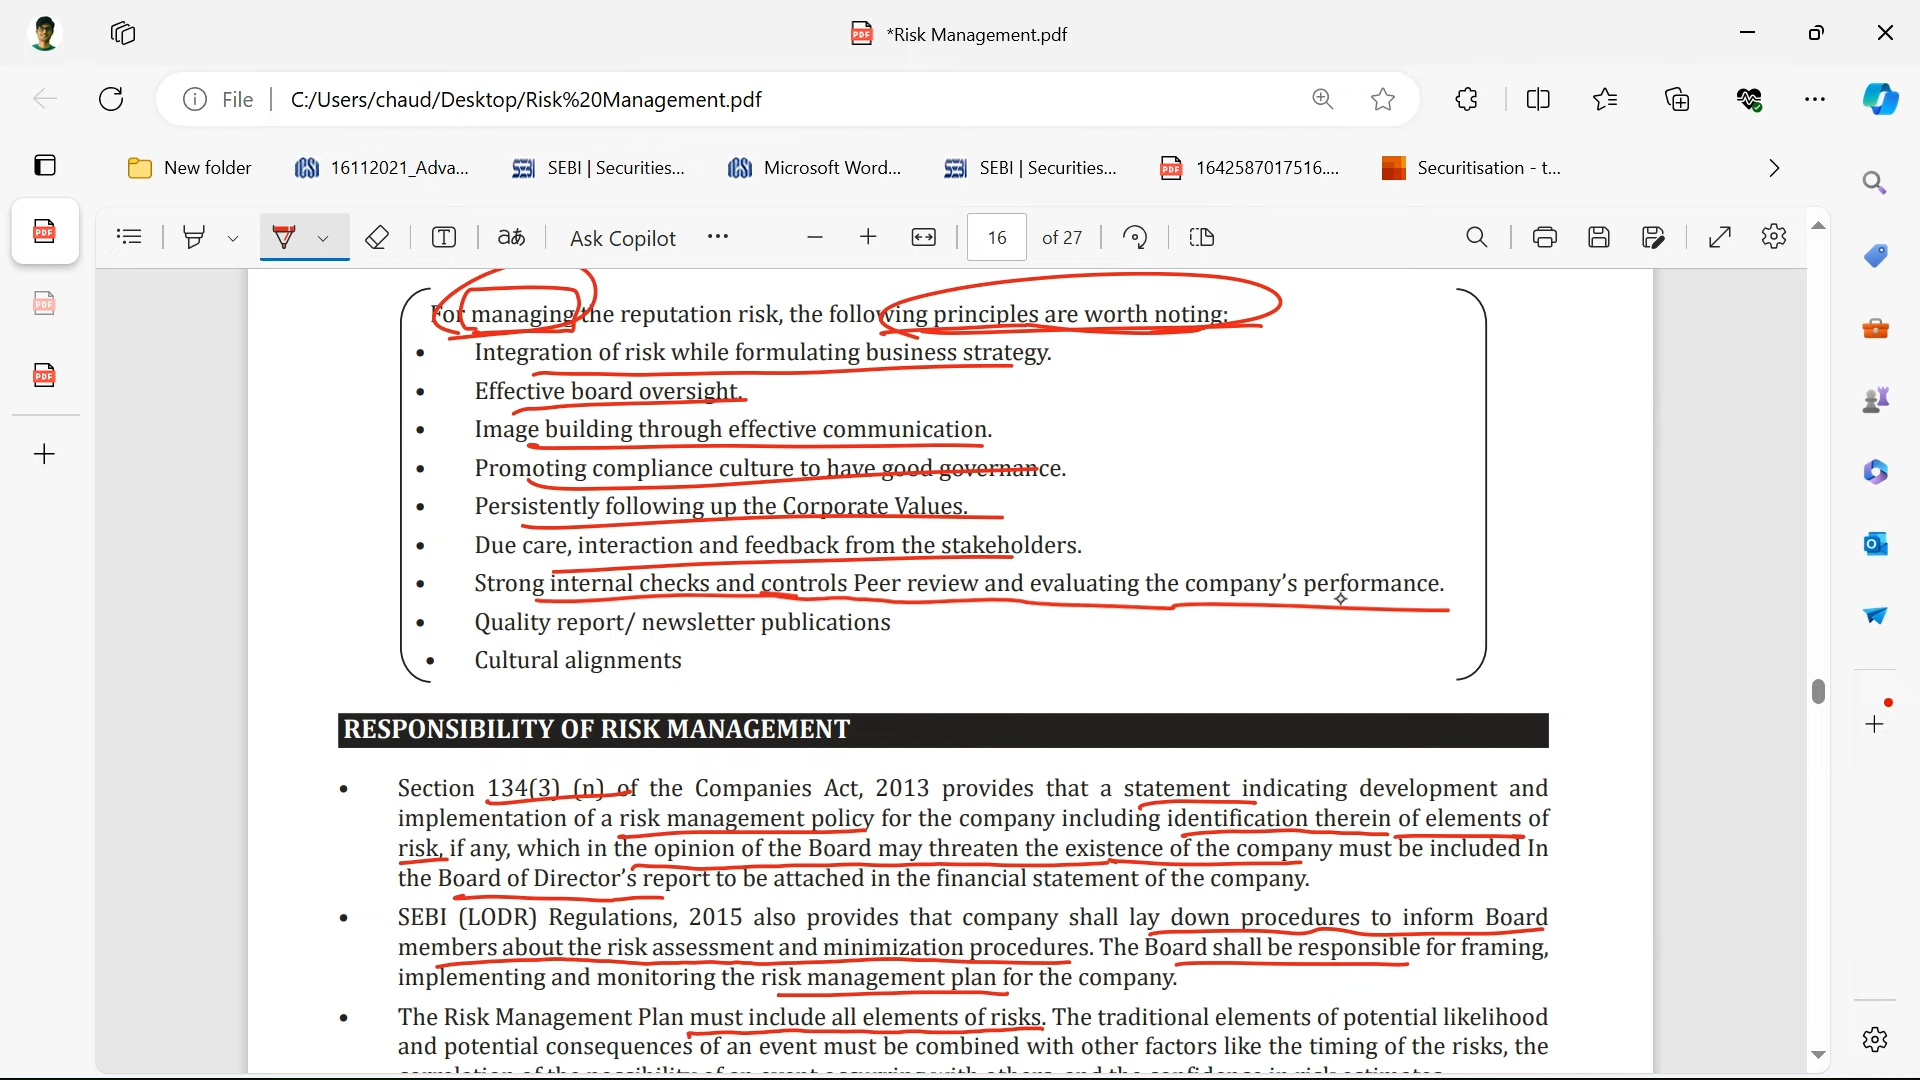 *Risk Management.pdf
File
C:/Users/chaud/Desktop/Risk%20Management.pdf
New folder
16112021_Adva...
SEBI | Securities...
Microsoft Word...
SEBI | Securities...
1642587017516....
Securitisation - t...
Ask Copilot
16 of 27
For managing the reputation risk, the following principles are worth noting:
• Integration of risk while formulating business strategy.
• Effective board oversight.
• Image building through effective communication.
• Promoting compliance culture to have good governance.
• Persistently following up the Corporate Values.
• Due care, interaction and feedback from the stakeholders.
• Strong internal checks and controls Peer review and evaluating the company's performance.
• Quality report/ newsletter publications
• Cultural alignments
RESPONSIBILITY OF RISK MANAGEMENT
• Section 134(3) (n) of the Companies Act, 2013 provides that a statement indicating development and
implementation of a risk management policy for the company including identification therein of elements of
risk, if any, which in the opinion of the Board may threaten the existence of the company must be included In
the Board of Director's report to be attached in the financial statement of the company.
• SEBI (LODR) Regulations, 2015 also provides that company shall lay down procedures to inform Board
members about the risk assessment and minimization procedures. The Board shall be responsible for framing,
implementing and monitoring the risk management plan for the company.
• The Risk Management Plan must include all elements of risks. The traditional elements of potential likelihood
and potential consequences of an event must be combined with other factors like the timing of the risks, the